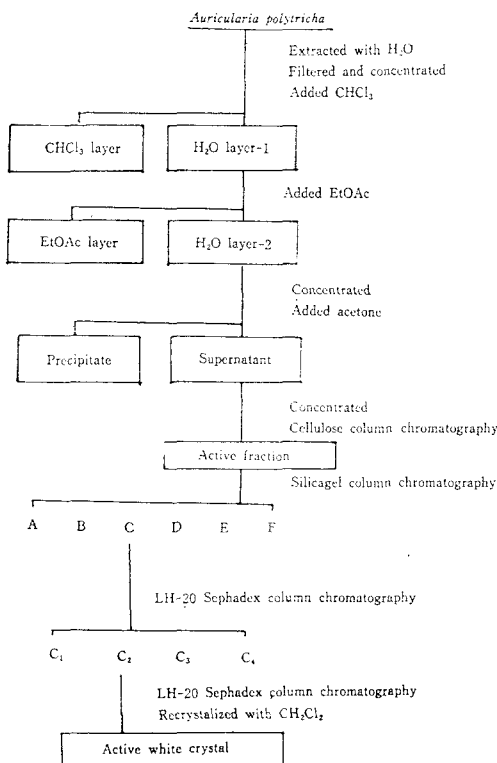 Auricularia polytricha
Extracted with H₂O
Filtered and concentrated
Added CHCl₃
CHCl₃ layer
H₂O layer-1
Added EtOAc
EtOAc layer
H₂O layer-2
Concentrated
Added acetone
Precipitate
Supernatant
Concentrated
Cellulose column chromatography
Active fraction
Silicagel column chromatography
A B C D E F
LH-20 Sephadex column chromatography
C₁ C₂ C₃ C₄
LH-20 Sephadex column chromatography
Recrystalized with CH₂Cl₂
Active white crystal